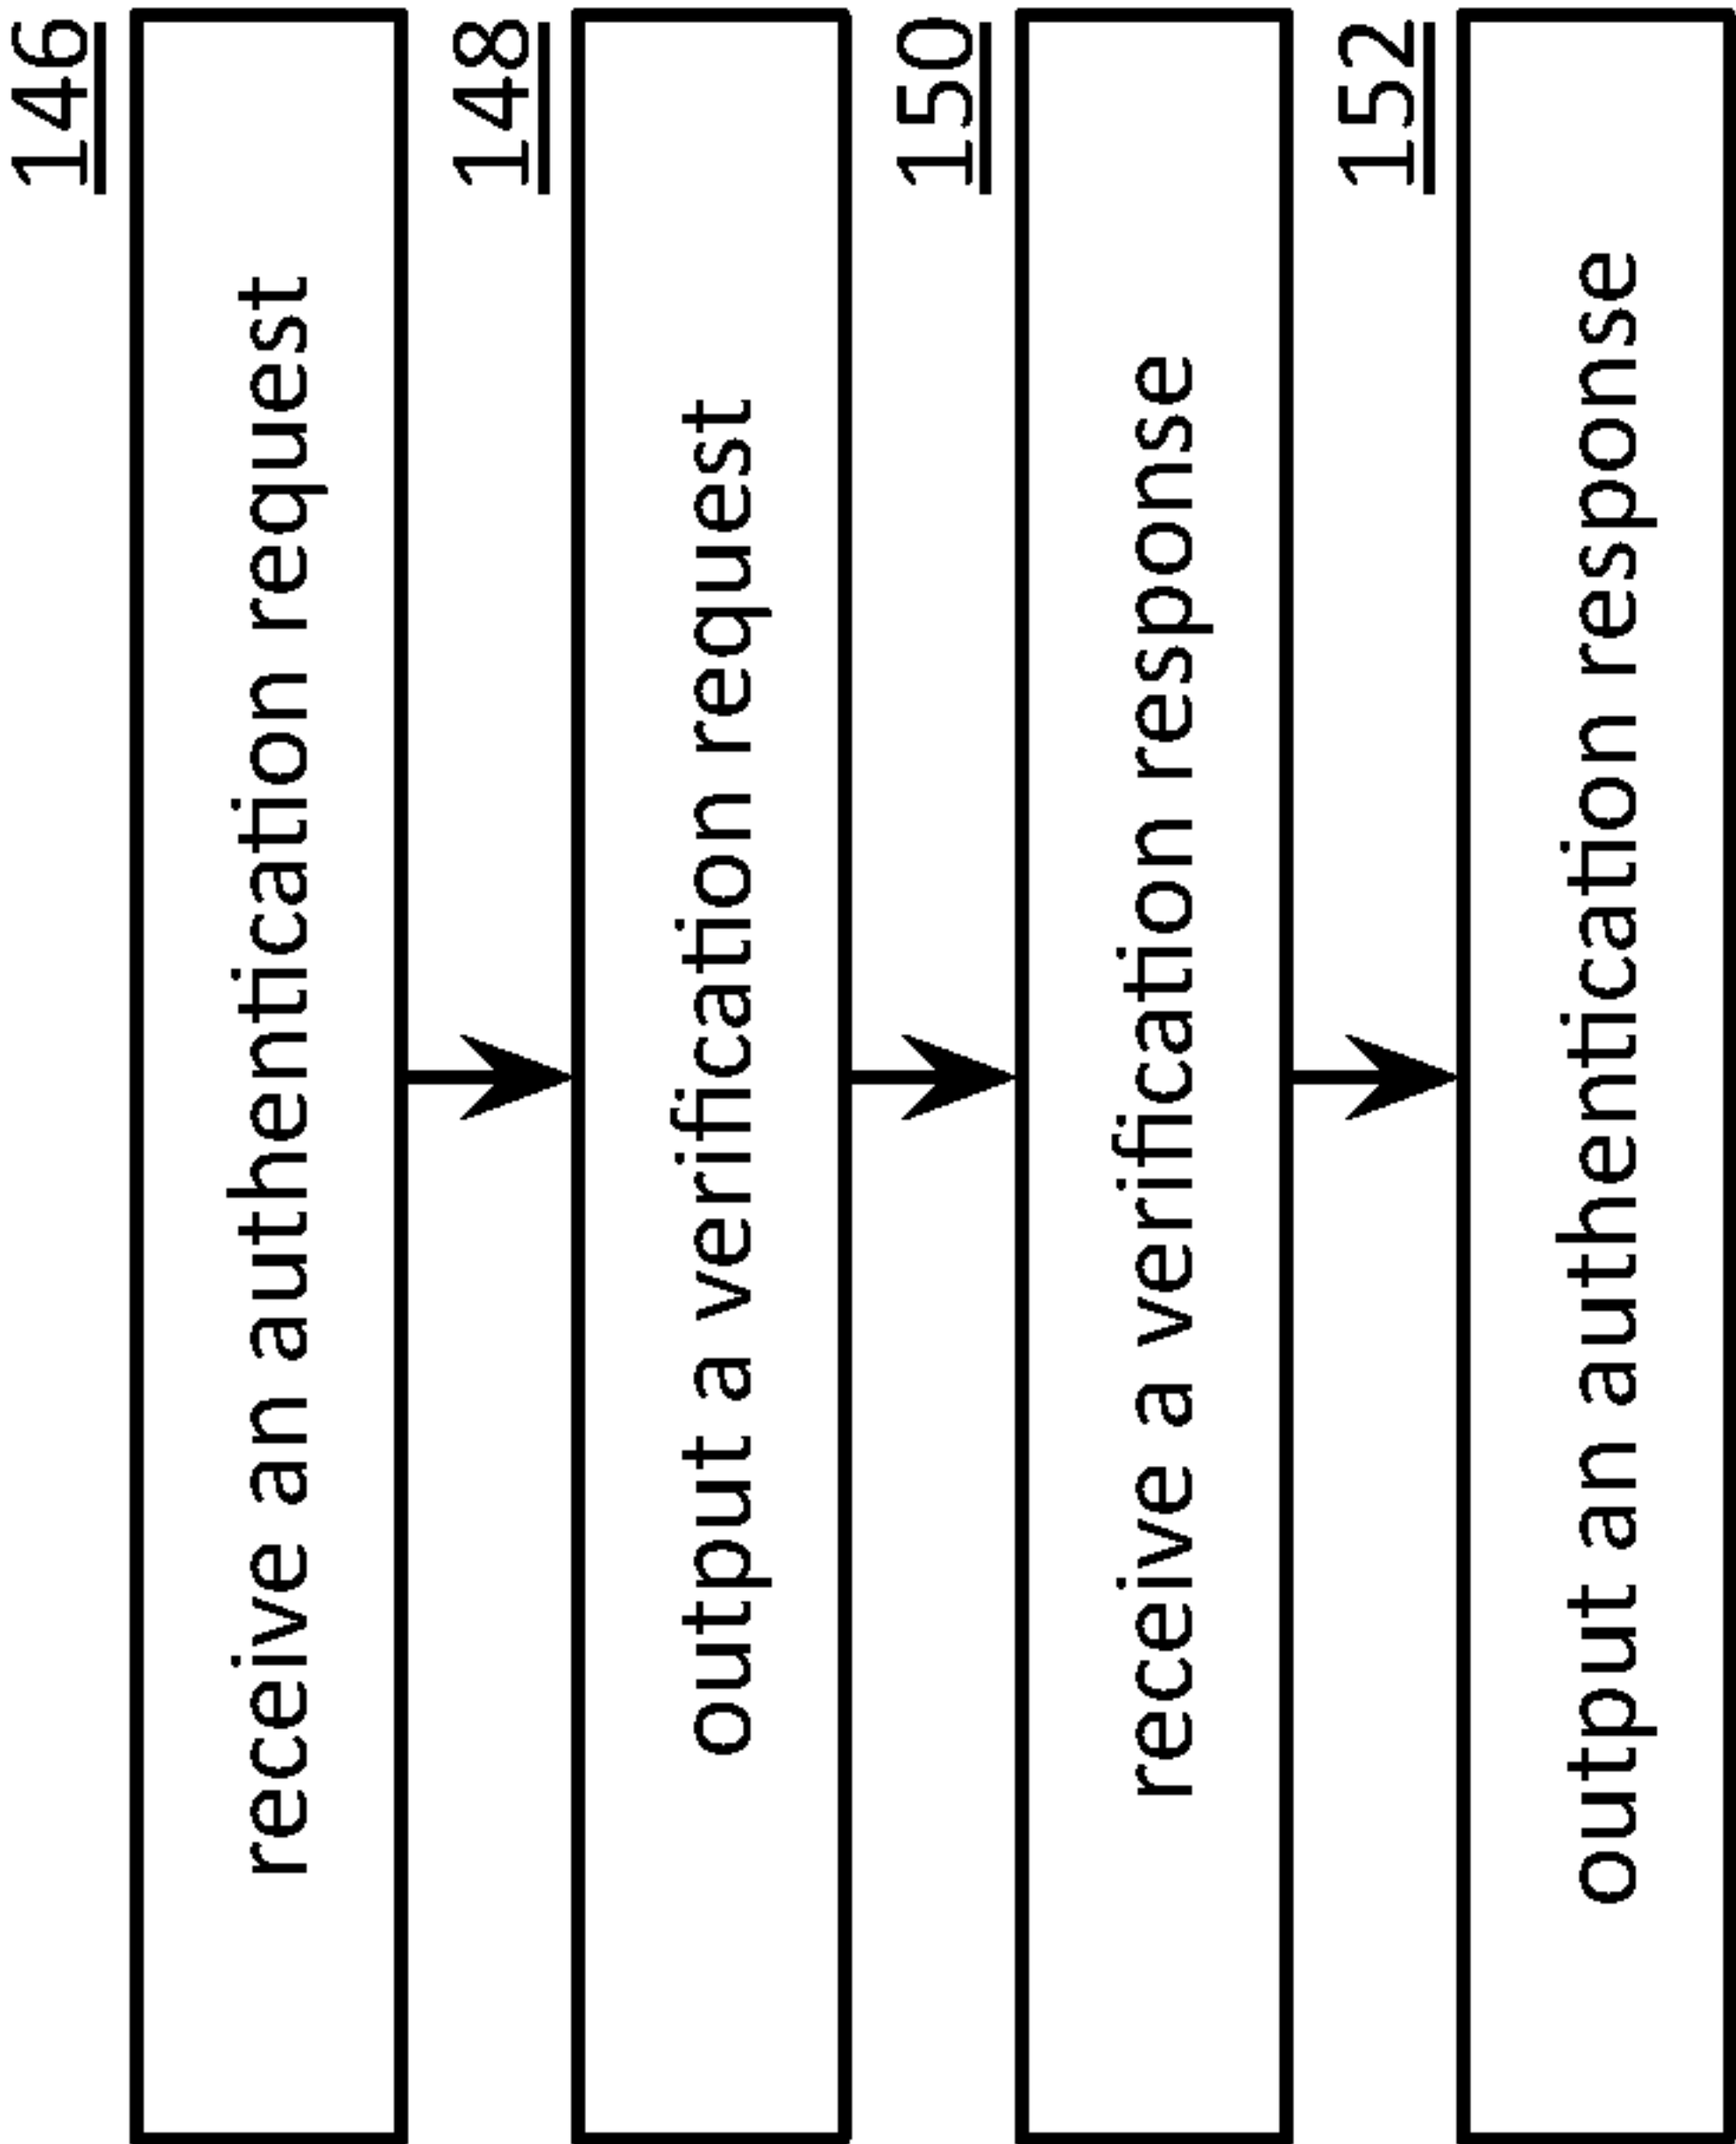 146
receive an authentication request
148
output a verification request
150
receive a verification response
152
output an authentication response